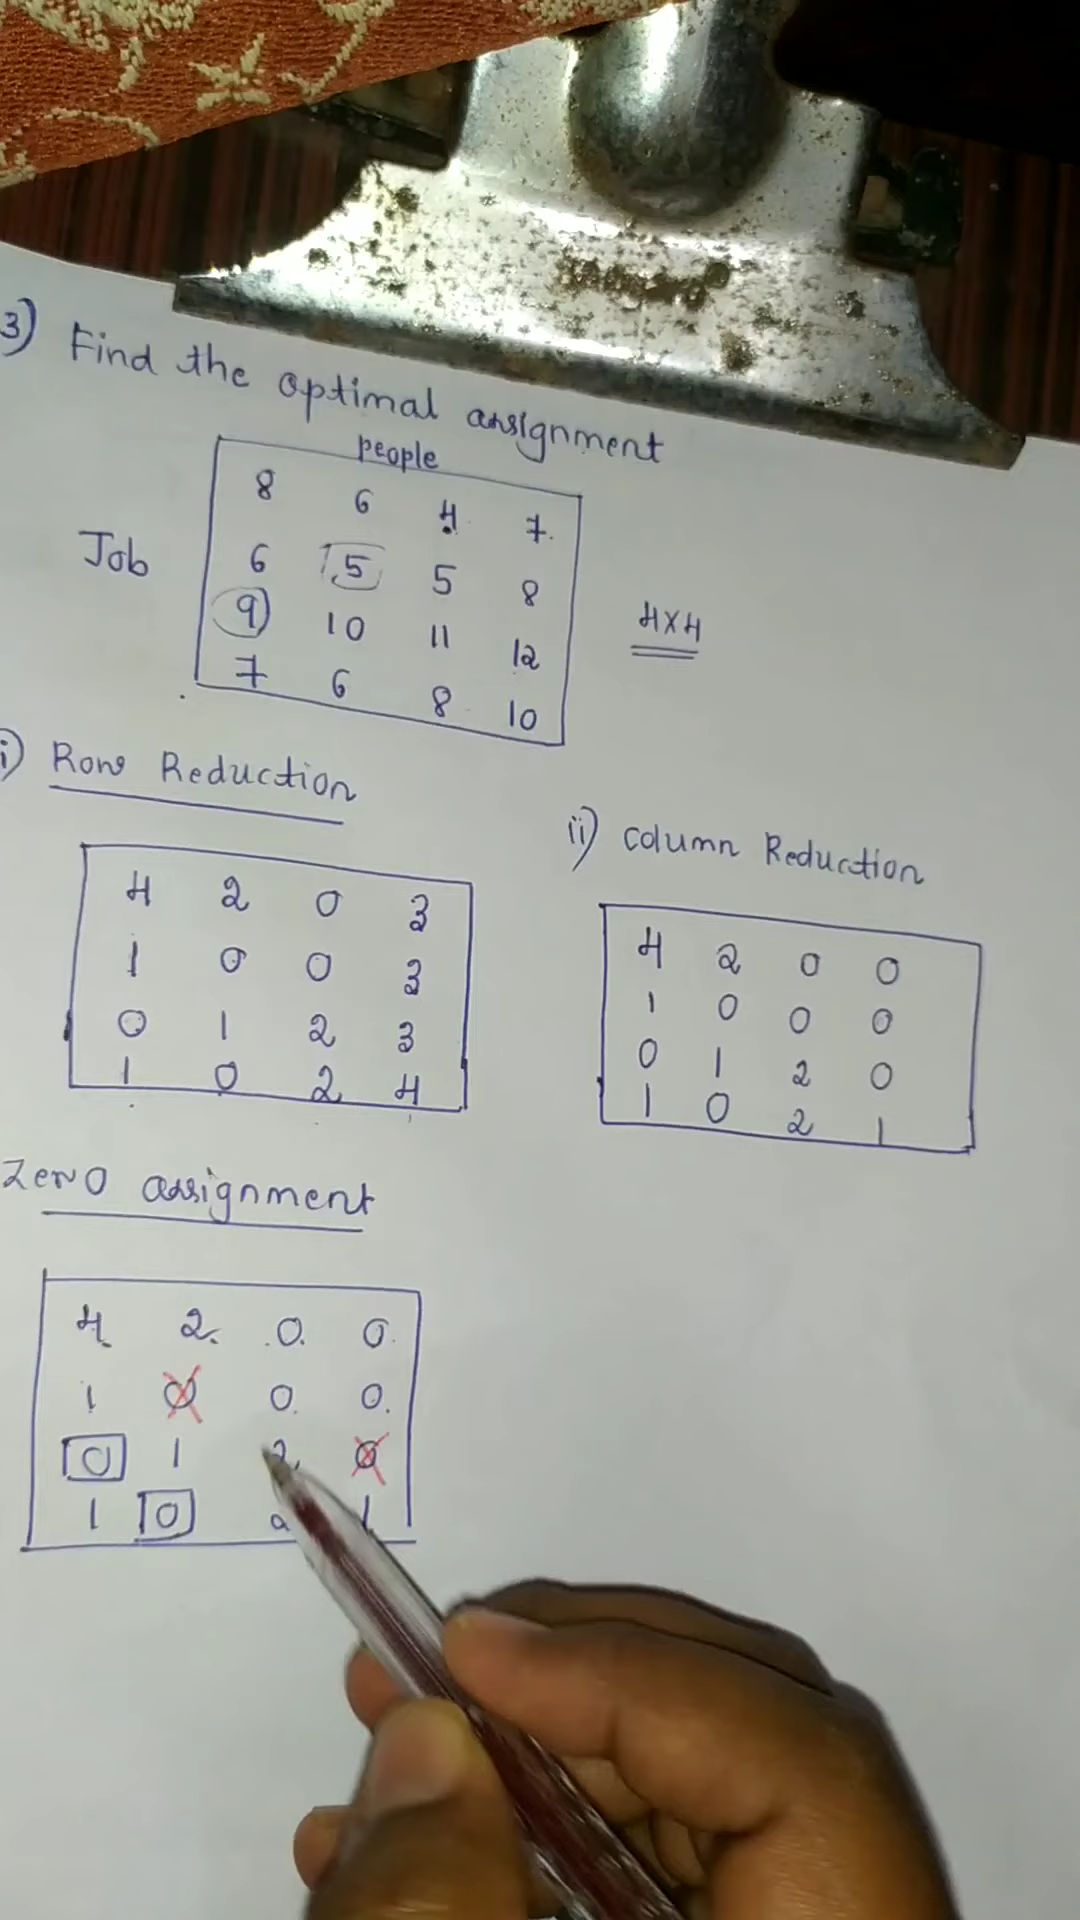 3) Find the optimal assignment
people
8 6 4 7.
Job
6 5 5 8
9 10 11 12
4x4
7 6 8 10
i) Row Reduction
4 2 0 3
1 0 0 3
0 1 2 3
1 0 2 4
ii) Column Reduction
4 2 0 0
1 0 0 0
0 1 2 0
1 0 2 1
Zero assignment
4. 2. .0. 0.
1 0 0. 0.
0 1 2 0
1 0 2 1